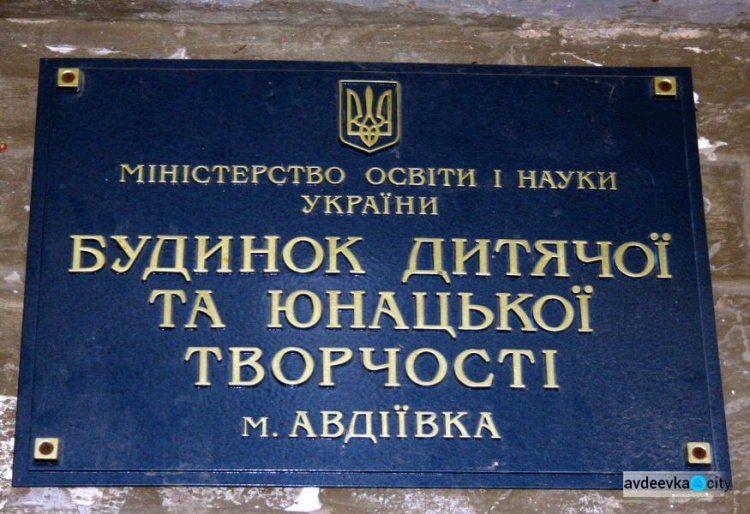 МІНІСТЕРСТВО ОСВІТИ І НАУКИ
УКРАЇНИ
БУДИНОК ДИТЯЧОЇ
ТА ЮНАЦЬКОЇ
ТВОРЧОСТІ
м. АВДІЇВКА
avdeevka.city